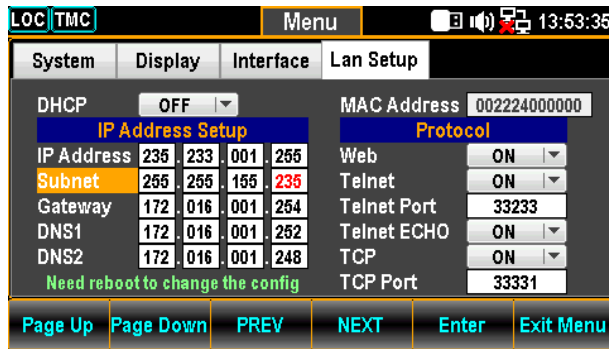 LOC TMC Menu 13:53:35
System Display Interface Lan Setup
DHCP OFF MAC Address 002224000000
IP Address Setup Protocol
IP Address 235 . 233 . 001 . 255 Web ON
Subnet 255 . 255 . 155 . 235 Telnet ON
Gateway 172 . 016 . 001 . 254 Telnet Port 33233
DNS1 172 . 016 . 001 . 252 Telnet ECHO ON
DNS2 172 . 016 . 001 . 248 TCP ON
Need reboot to change the config TCP Port 33331
Page Up Page Down PREV NEXT Enter Exit Menu